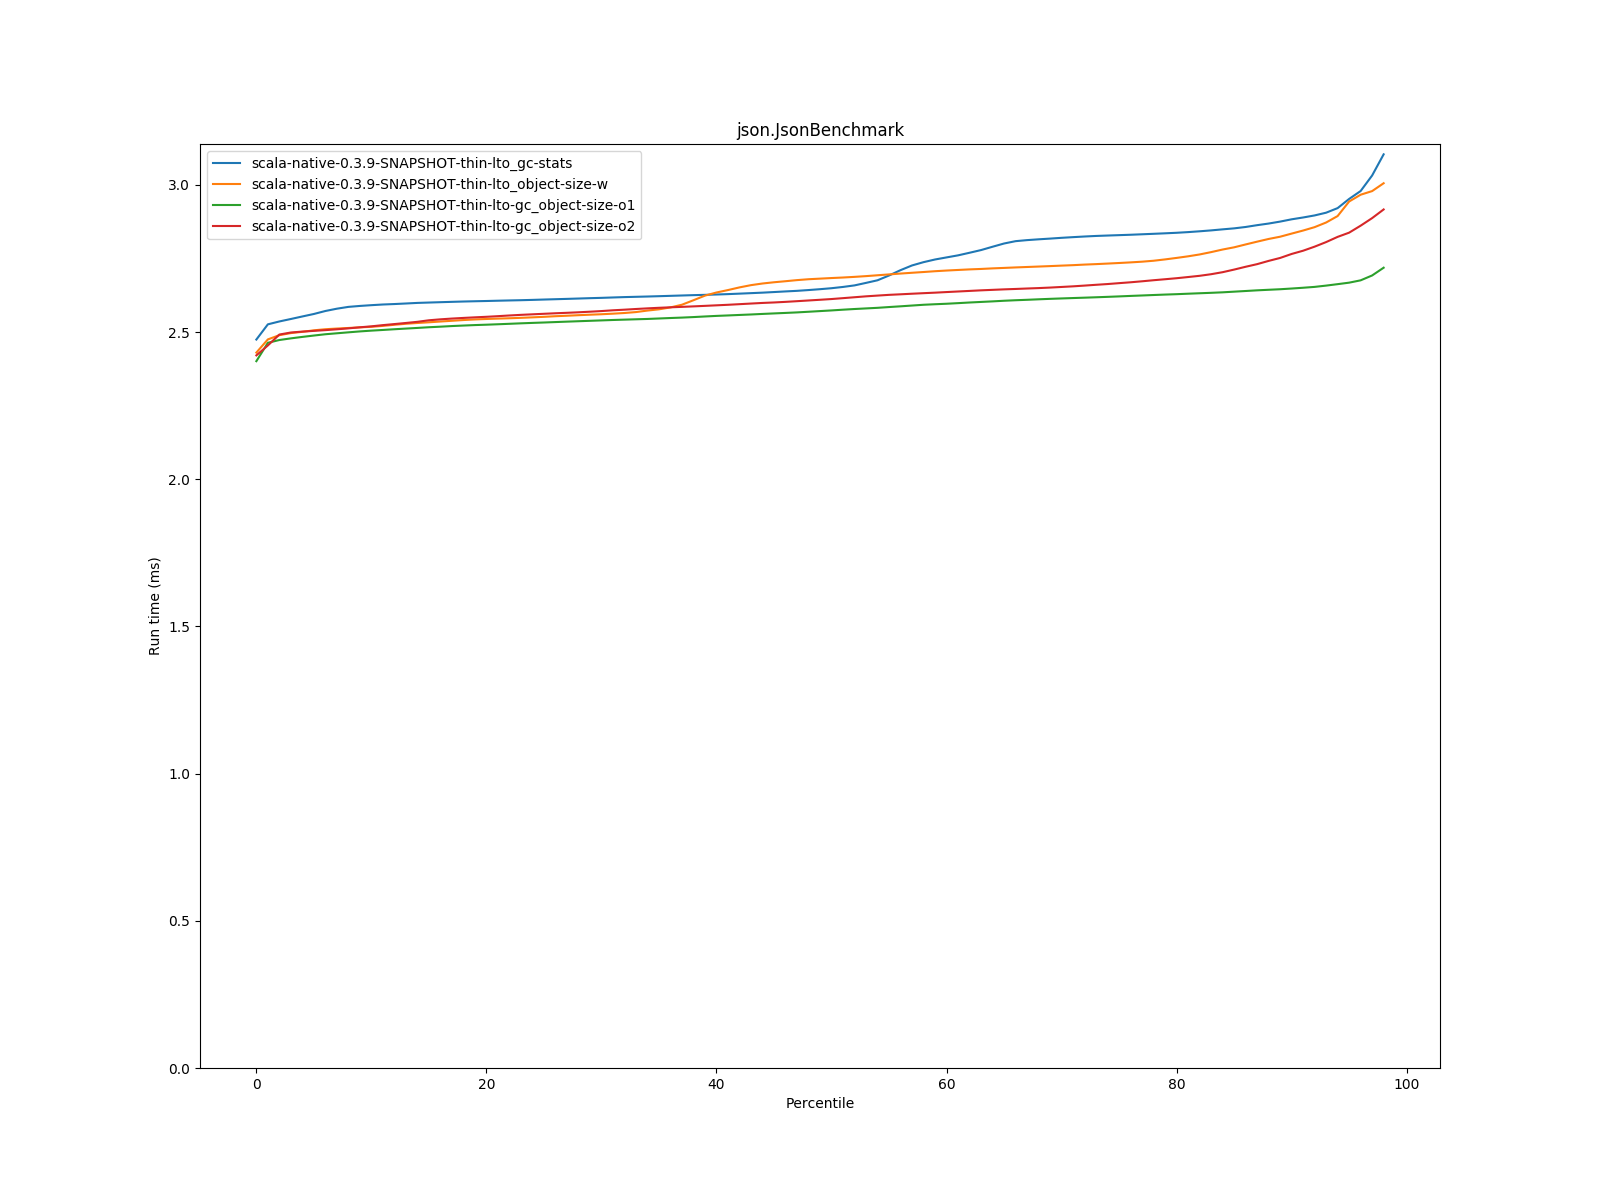 json.JsonBenchmark
scala-native-0.3.9-SNAPSHOT-thin-lto_gc-stats
scala-native-0.3.9-SNAPSHOT-thin-lto_object-size-w
scala-native-0.3.9-SNAPSHOT-thin-lto-gc_object-size-o1
scala-native-0.3.9-SNAPSHOT-thin-lto-gc_object-size-o2
3.0
2.5
2.0
1.5
1.0
0.5
0.0
Run time (ms)
0 20 40 60 80 100
Percentile